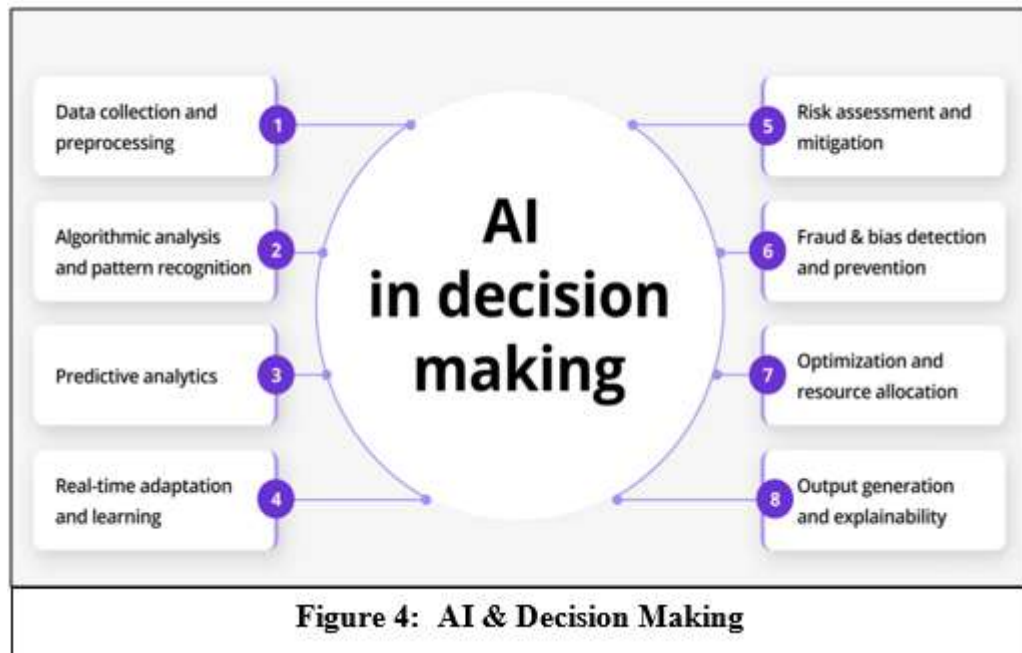 Data collection and
preprocessing
1
Algorithmic analysis
and pattern recognition
2
Predictive analytics
3
Real-time adaptation
and learning
4
AI
in decision
making
5
Risk assessment and
mitigation
6
Fraud & bias detection
and prevention
7
Optimization and
resource allocation
8
Output generation
and explainability
Figure 4: AI & Decision Making